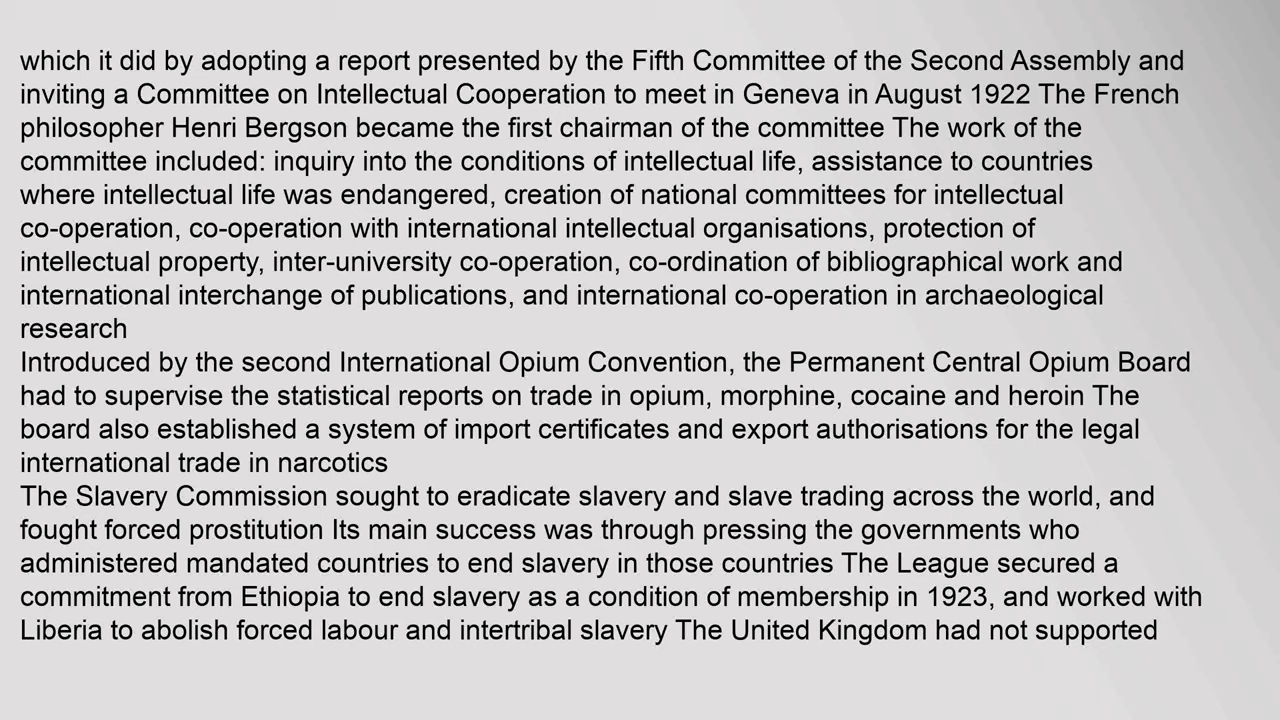 which it did by adopting a report presented by the Fifth Committee of the Second Assembly and
inviting a Committee on Intellectual Cooperation to meet in Geneva in August 1922 The French
philosopher Henri Bergson became the first chairman of the committee The work of the
committee included: inquiry into the conditions of intellectual life, assistance to countries
where intellectual life was endangered, creation of national committees for intellectual
co-operation, co-operation with international intellectual organisations, protection of
intellectual property, inter-university co-operation, co-ordination of bibliographical work and
international interchange of publications, and international co-operation in archaeological
research
Introduced by the second International Opium Convention, the Permanent Central Opium Board
had to supervise the statistical reports on trade in opium, morphine, cocaine and heroin The
board also established a system of import certificates and export authorisations for the legal
international trade in narcotics
The Slavery Commission sought to eradicate slavery and slave trading across the world, and
fought forced prostitution Its main success was through pressing the governments who
administered mandated countries to end slavery in those countries The League secured a
commitment from Ethiopia to end slavery as a condition of membership in 1923, and worked with
Liberia to abolish forced labour and intertribal slavery The United Kingdom had not supported